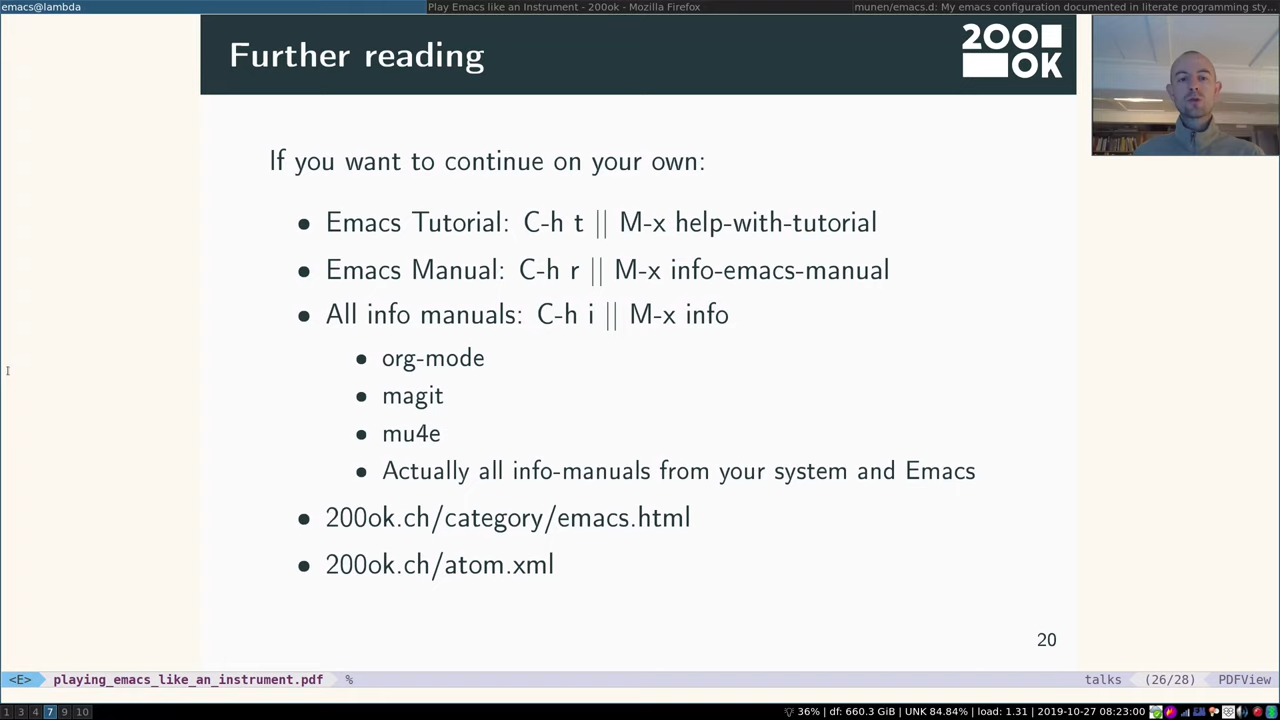 emacs@lambda
Play Emacs like an Instrument - 200ok - Mozilla Firefox
munen/emacs.d: My emacs configuration documented in literate programming sty...
Further reading
200 OK
If you want to continue on your own:
• Emacs Tutorial: C-h t || M-x help-with-tutorial
• Emacs Manual: C-h r || M-x info-emacs-manual
• All info manuals: C-h i || M-x info
• org-mode
• magit
• mu4e
• Actually all info-manuals from your system and Emacs
• 200ok.ch/category/emacs.html
• 200ok.ch/atom.xml
20
<E> playing_emacs_like_an_instrument.pdf % talks (26/28) PDFView
1 3 4 7 9 10 36% | df: 660.3 GiB | UNK 84.84% | load: 1.31 | 2019-10-27 08:23:00